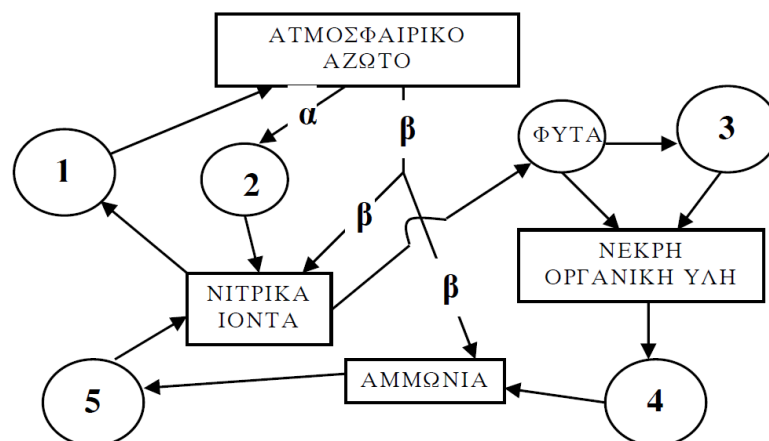 ΑΤΜΟΣΦΑΙΡΙΚΟ
ΑΖΩΤΟ
α
β
ΦΥΤΑ
3
1
2
β
ΝΕΚΡΗ
ΟΡΓΑΝΙΚΗ ΥΛΗ
ΝΙΤΡΙΚΑ
ΙΟΝΤΑ
β
5
ΑΜΜΩΝΙΑ
4